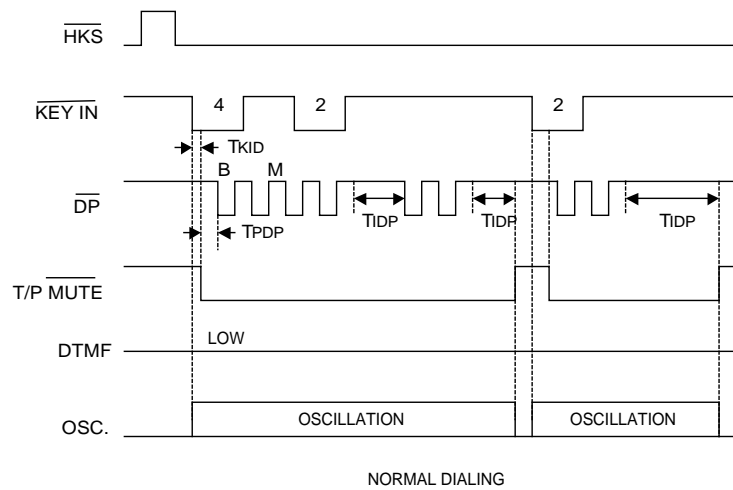 HKS
KEY IN 4 2 2
TKID
B M
DP
TPDP TIDP TIDP TIDP
T/P MUTE
LOW
DTMF
OSCILLATION OSCILLATION
OSC.
NORMAL DIALING